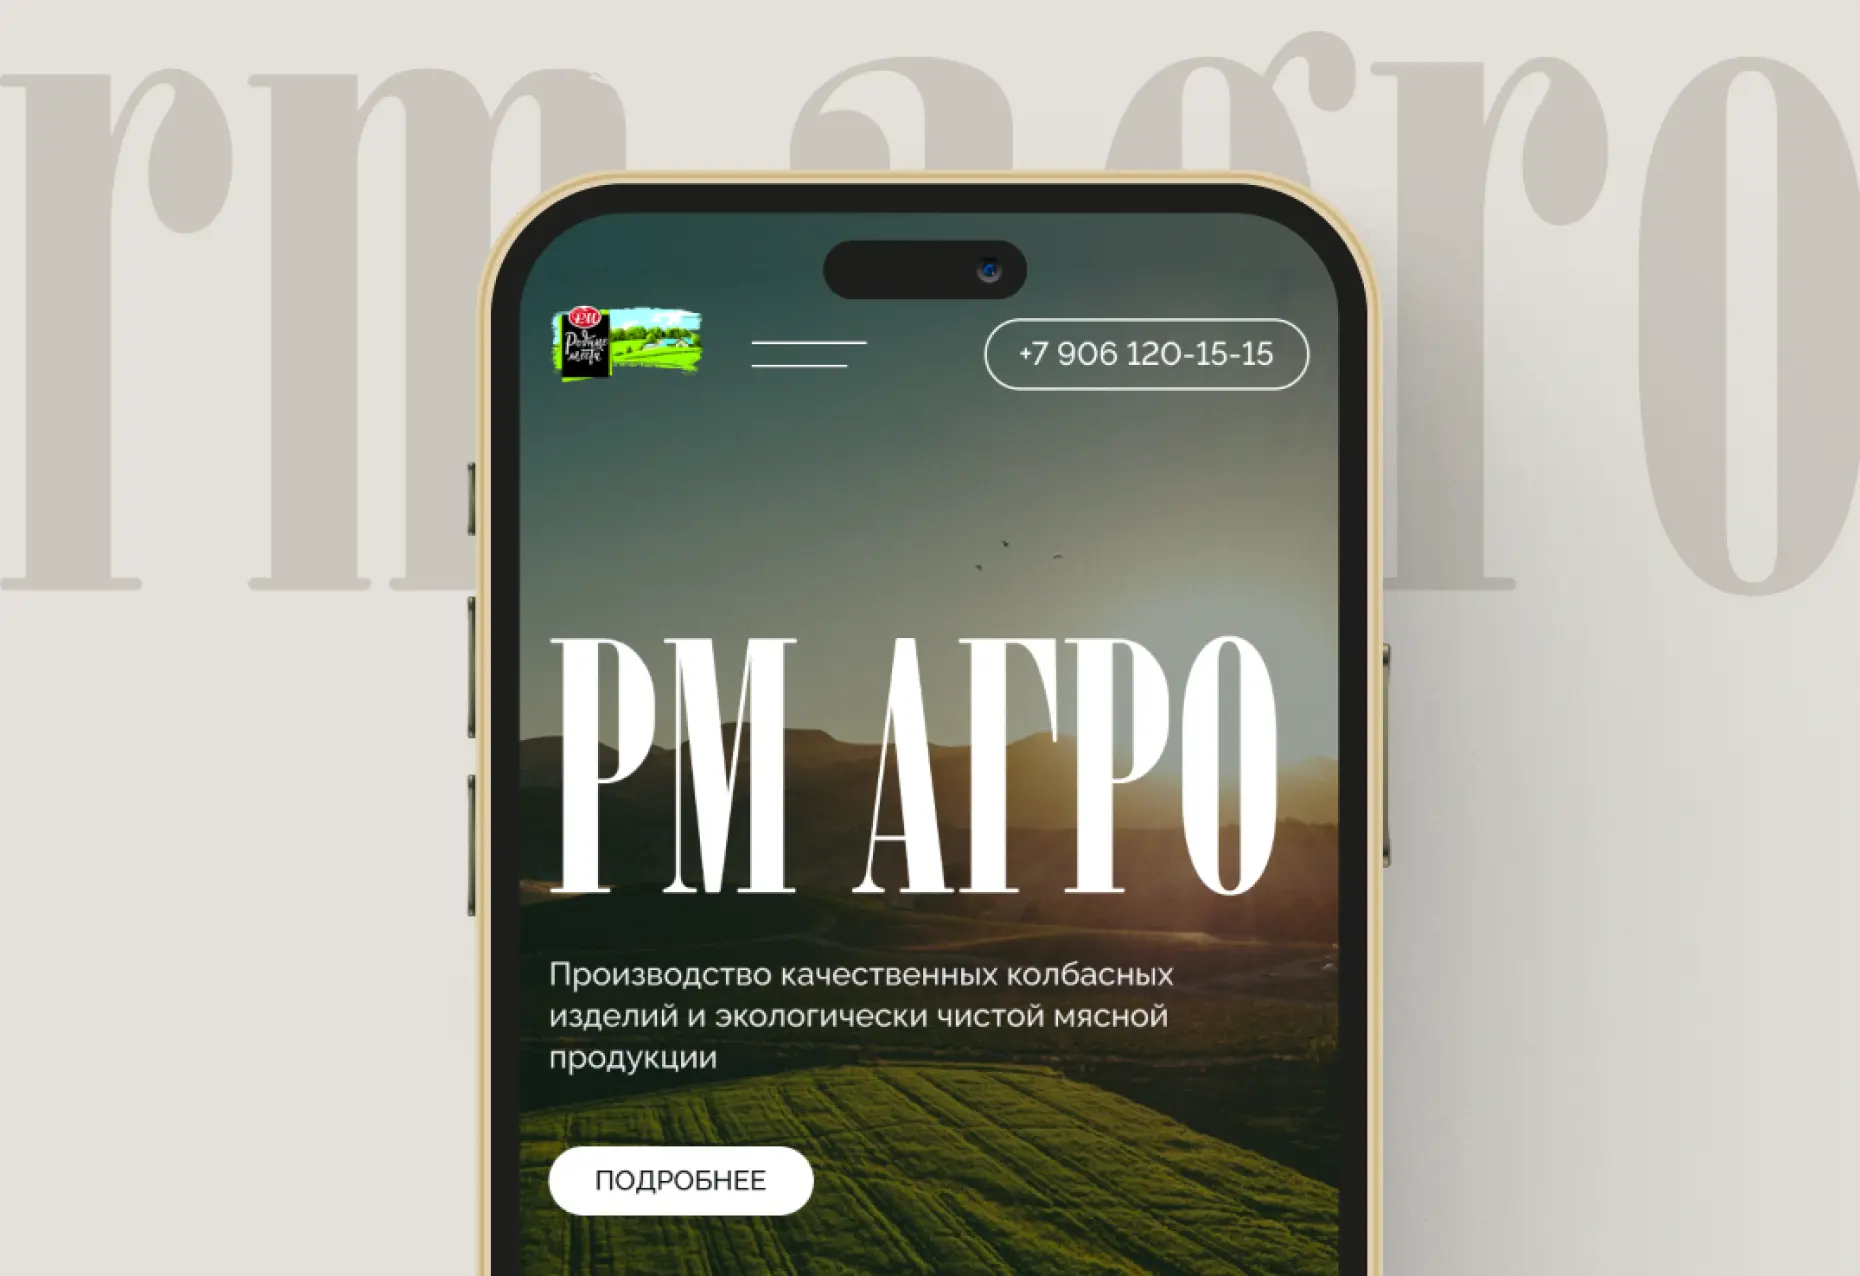 rm agro
РМ
Родные
места
+7 906 120-15-15
РМ АГРО
Производство качественных колбасных
изделий и экологически чистой мясной
продукции
ПОДРОБНЕЕ